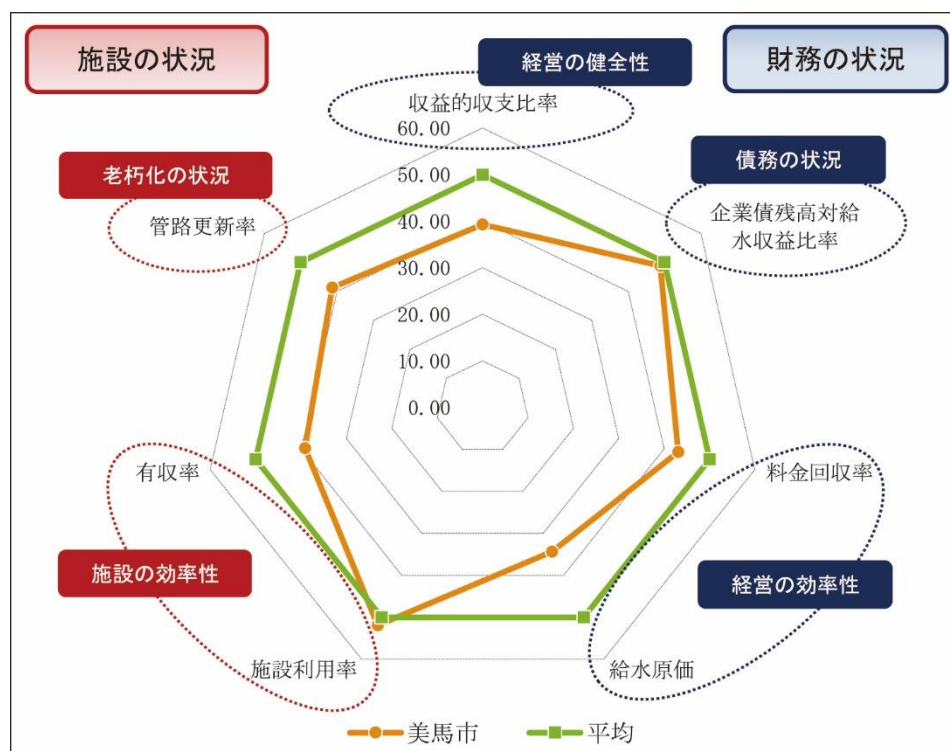 施設の状況
経営の健全性
財務の状況
収益的収支比率
60.00
老朽化の状況
債務の状況
50.00
管路更新率
企業債残高対給
水収益比率
40.00
30.00
20.00
10.00
0.00
有収率
料金回収率
施設の効率性
経営の効率性
施設利用率
給水原価
美馬市
平均